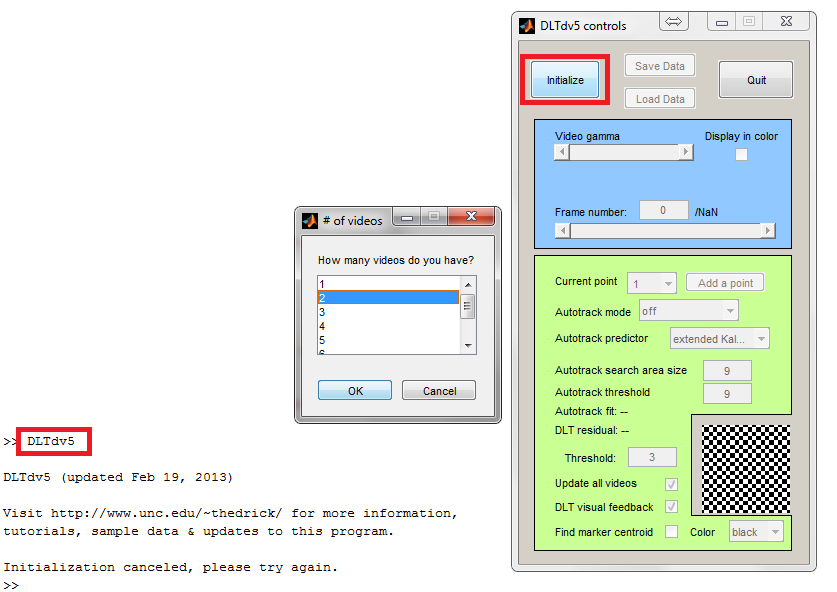 DLTdv5 controls
Initialize
Save Data
Load Data
Quit
Video gamma
Display in color
Frame number: 0 /NaN
# of videos
How many videos do you have?
1
2
3
4
5
6
OK Cancel
Current point 1 Add a point
Autotrack mode off
Autotrack predictor extended Kal...
Autotrack search area size 9
Autotrack threshold 9
Autotrack fit: --
DLT residual: --
Threshold: 3
Update all videos
DLT visual feedback
Find marker centroid Color black
>> DLTdv5
DLTdv5 (updated Feb 19, 2013)
Visit http://www.unc.edu/~thedrick/ for more information,
tutorials, sample data & updates to this program.
Initialization canceled, please try again.
>>